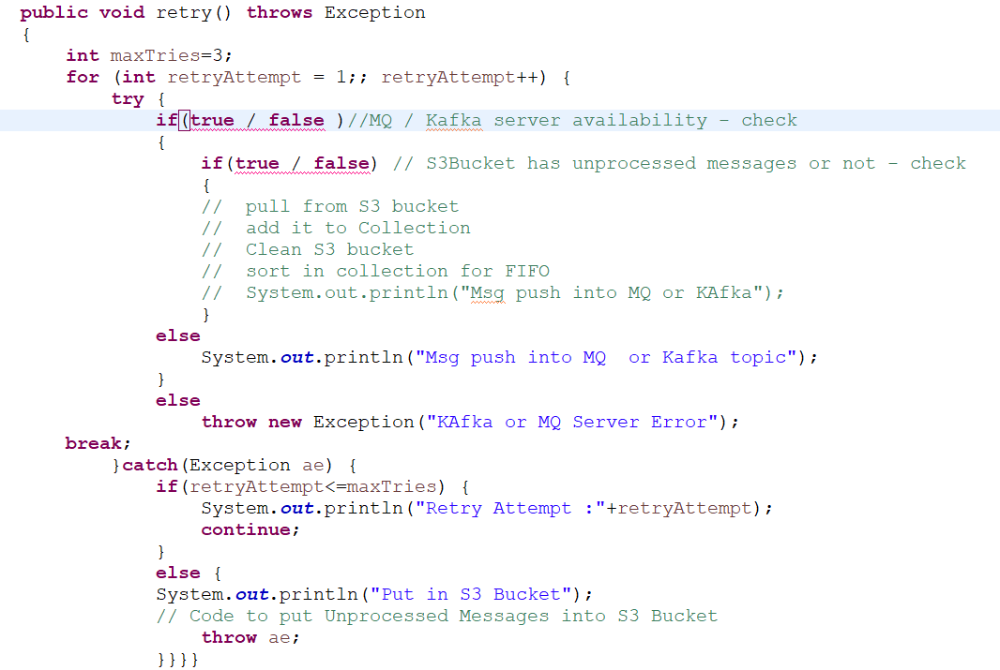 public void retry() throws Exception
{
int maxTries=3;
for (int retryAttempt = 1;; retryAttempt++) {
try {
if(true / false )//MQ / Kafka server availability - check
{
if(true / false) // S3Bucket has unprocessed messages or not - check
{
//  pull from S3 bucket
//  add it to Collection
//  Clean S3 bucket
//  sort in collection for FIFO
//  System.out.println("Msg push into MQ or KAfka");
}
else
System.out.println("Msg push into MQ  or Kafka topic");
}
else
throw new Exception("KAfka or MQ Server Error");
break;
}catch(Exception ae) {
if(retryAttempt<=maxTries) {
System.out.println("Retry Attempt :"+retryAttempt);
continue;
}
else {
System.out.println("Put in S3 Bucket");
// Code to put Unprocessed Messages into S3 Bucket
throw ae;
}}}}